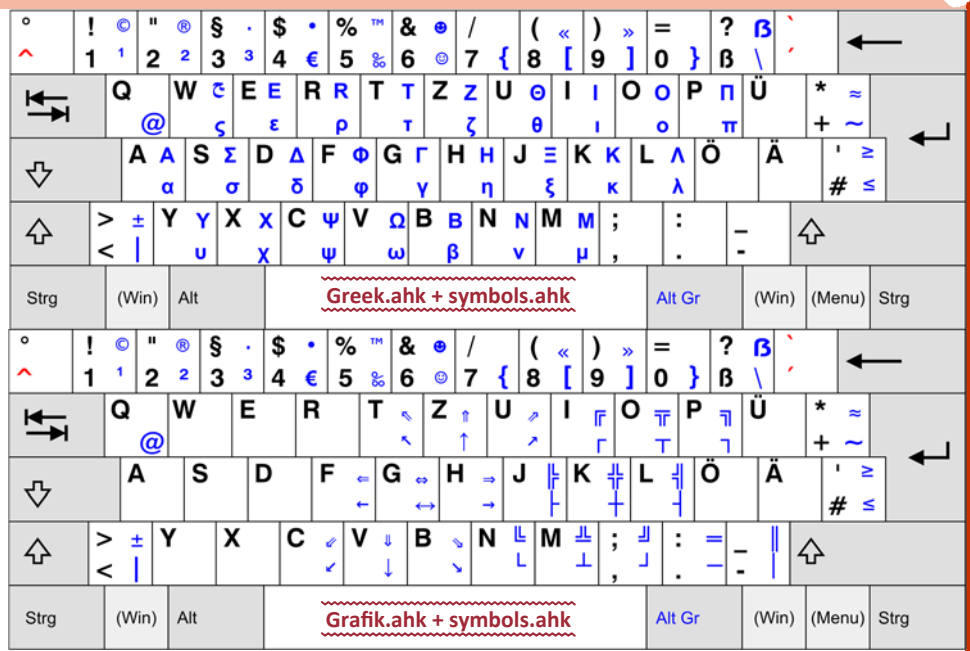 ° ! © " ® § · $ • % ™ & ☻ / ( « ) » = ? ẞ `
^ 1 ¹ 2 ² 3 ³ 4 € 5 ‰ 6 ☺ 7 { 8 [ 9 ] 0 } ß \ ´
Q W E Ε R Ρ T Τ Z Ζ U Θ I Ι O Ο P Π Ü * ≈
@ ς ε ρ τ ζ θ ι ο π + ~
A Α S Σ D Δ F Φ G Γ H Η J Ξ K Κ L Λ Ö Ä ' ≥
α σ δ φ γ η ξ κ λ # ≤
> ± Y Υ X Χ C Ψ V Ω B Β N Ν M Μ ; : _
< | υ χ ψ ω β ν μ , . -
Strg (Win) Alt Greek.ahk + symbols.ahk Alt Gr (Win) (Menu) Strg
° ! © " ® § · $ • % ™ & ☻ / ( « ) » = ? ẞ `
^ 1 ¹ 2 ² 3 ³ 4 € 5 ‰ 6 ☺ 7 { 8 [ 9 ] 0 } ß \ ´
Q W E R T ⇖ Z ⇑ U ⇗ I ╔ O ╦ P ╗ Ü * ≈
@ ↖ ↑ ↗ ┌ ┬ ┐ + ~
A S D F ⇐ G ⇔ H ⇒ J ╠ K ╬ L ╣ Ö Ä ' ≥
← ↔ → ├ ┼ ┤ # ≤
> ± Y X C ⇙ V ⇓ B ⇘ N ╚ M ╩ ; ╝ : ═ _ ║
< | ↙ ↓ ↘ └ ┴ , ┘ . ─ - │
Strg (Win) Alt Grafik.ahk + symbols.ahk Alt Gr (Win) (Menu) Strg